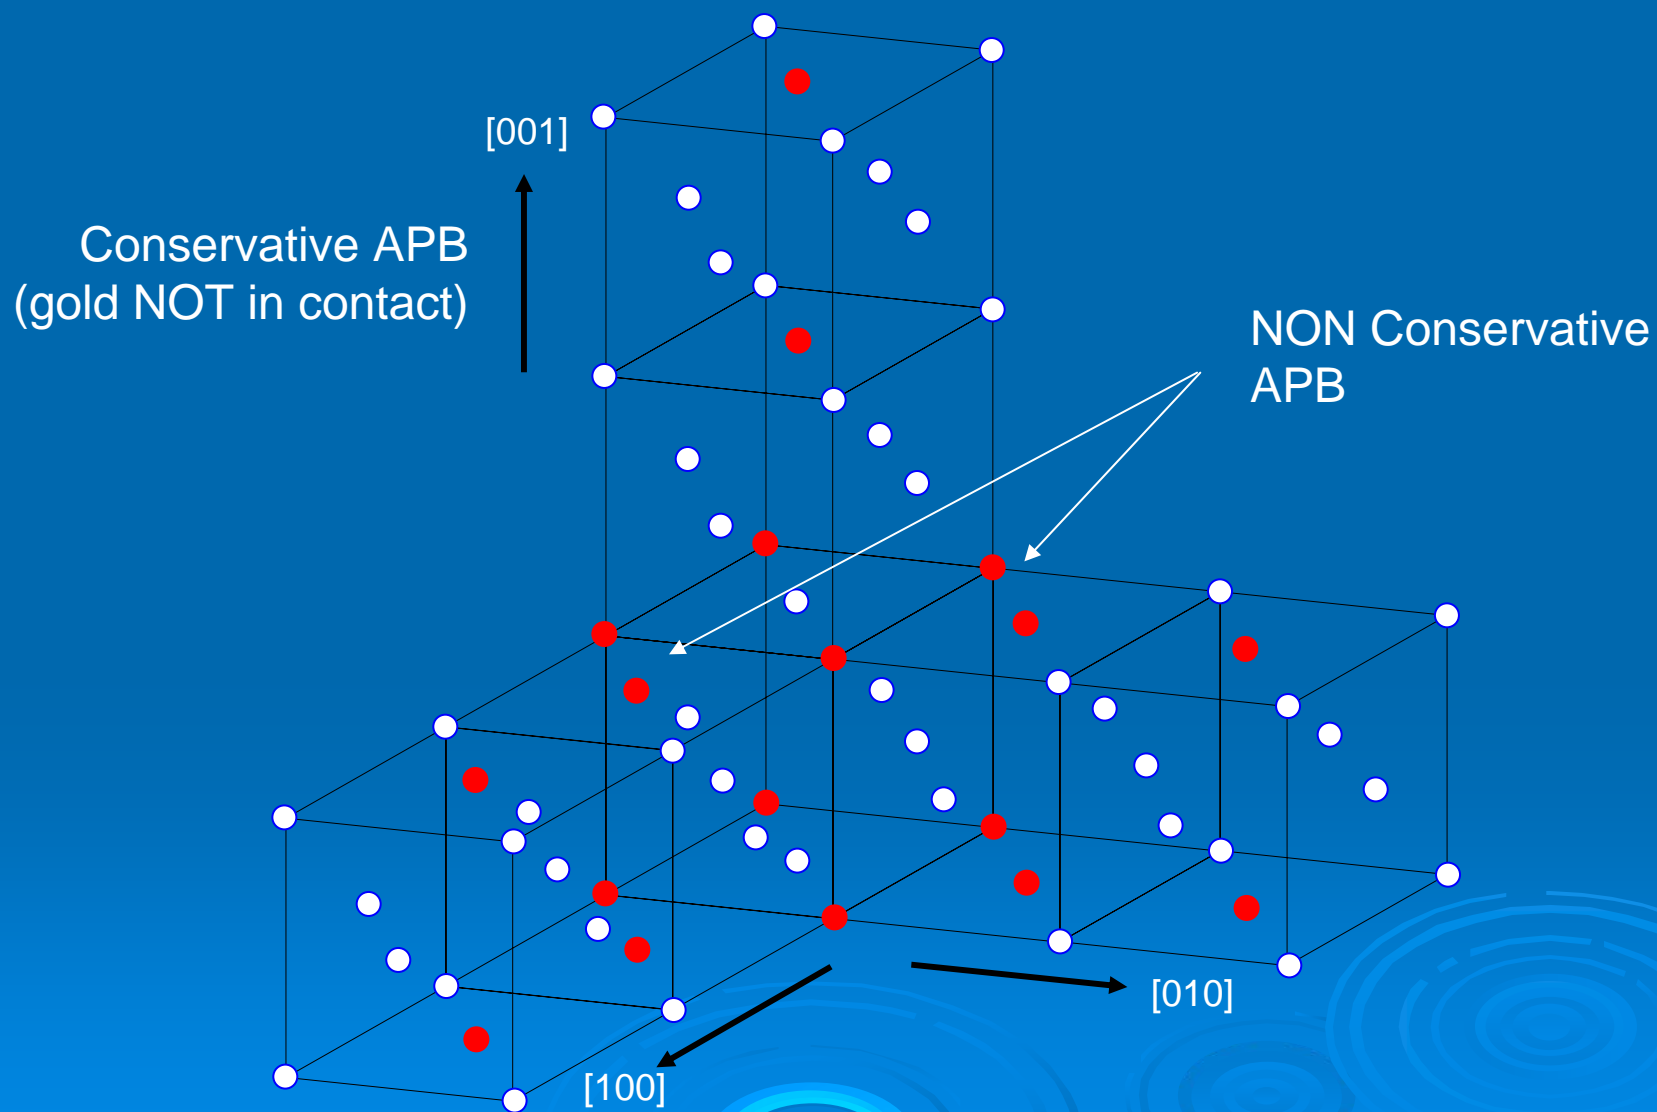 [001]
Conservative APB
(gold NOT in contact)
NON Conservative
APB
[010]
[100]